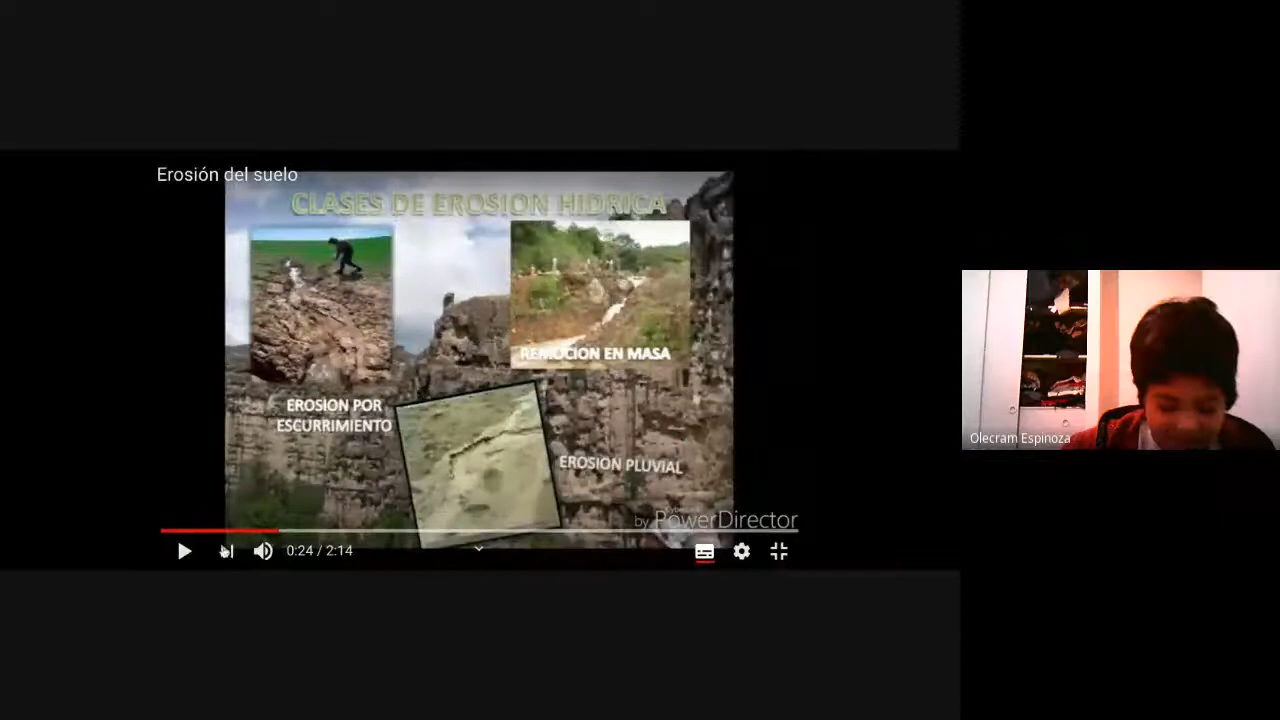 Erosión del suelo
CLASES DE EROSION HIDRICA
REMOCION EN MASA
EROSION POR
ESCURRIMIENTO
EROSION PLUVIAL
CyberLink
by PowerDirector
0:24 / 2:14
Olecram Espinoza